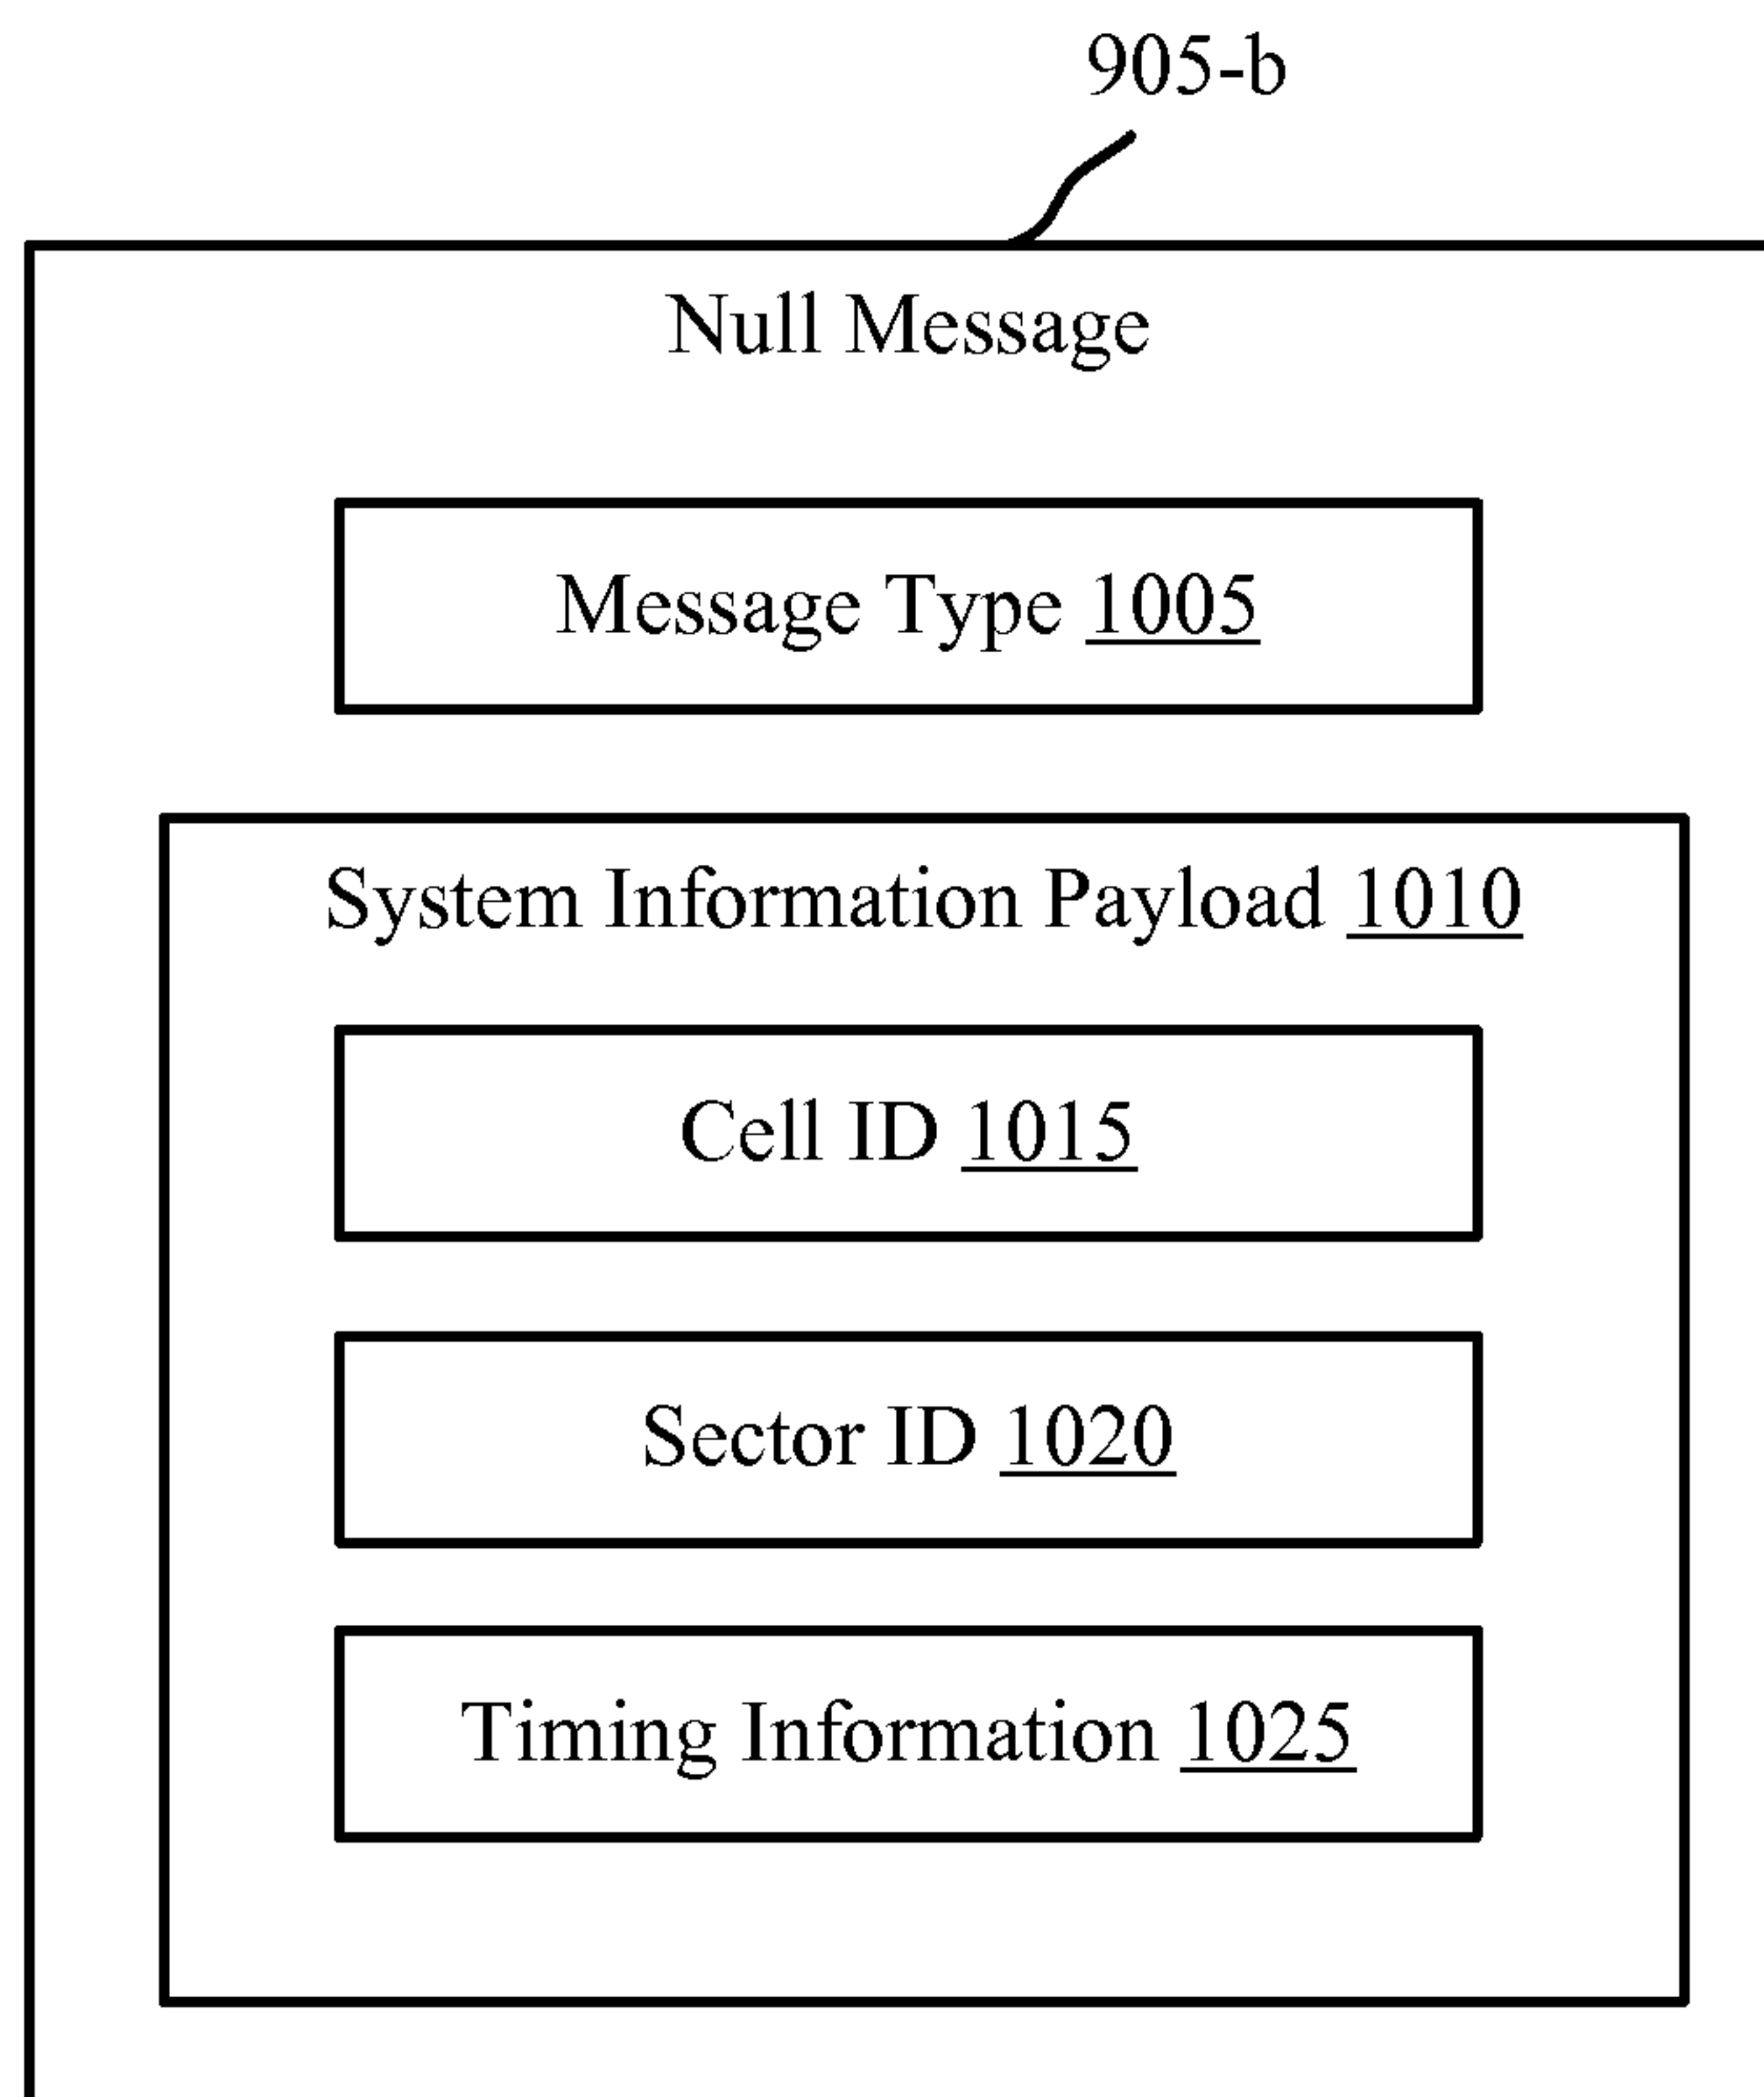 905-b
Null Message
Message Type 1005
System Information Payload 1010
Cell ID 1015
Sector ID 1020
Timing Information 1025